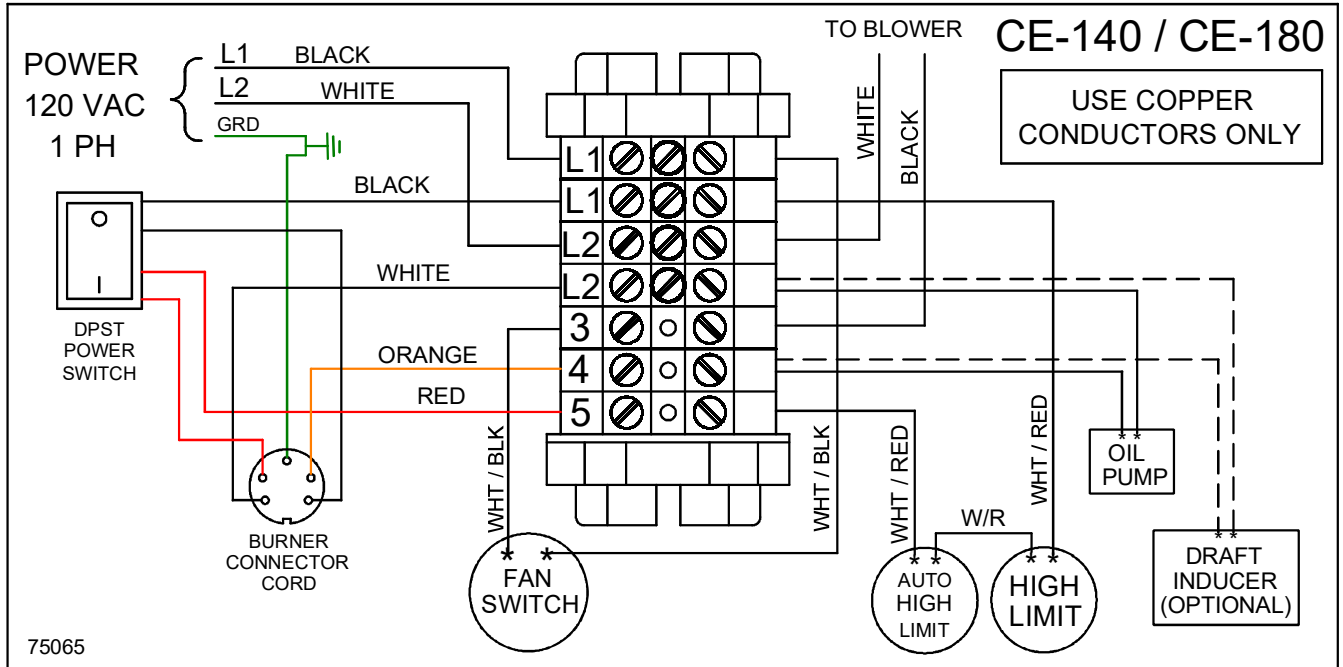 POWER
120 VAC
1 PH
L1
BLACK
L2
WHITE
GRD
TO BLOWER
WHITE
BLACK
CE-140 / CE-180
USE COPPER
CONDUCTORS ONLY
BLACK
WHITE
ORANGE
RED
L1
L1
L2
L2
3
4
5
O
I
DPST
POWER
SWITCH
BURNER
CONNECTOR
CORD
WHT / BLK
WHT / BLK
WHT / RED
WHT / RED
W/R
* *
FAN
SWITCH
* *
AUTO
HIGH
LIMIT
* *
HIGH
LIMIT
* *
OIL
PUMP
* *
DRAFT
INDUCER
(OPTIONAL)
75065